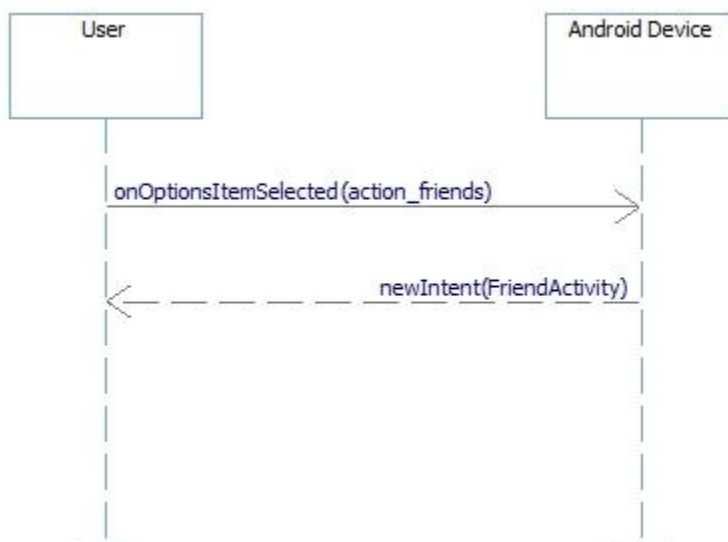 User
Android Device
onOptionsItemSelected(action_friends)
newIntent(FriendActivity)